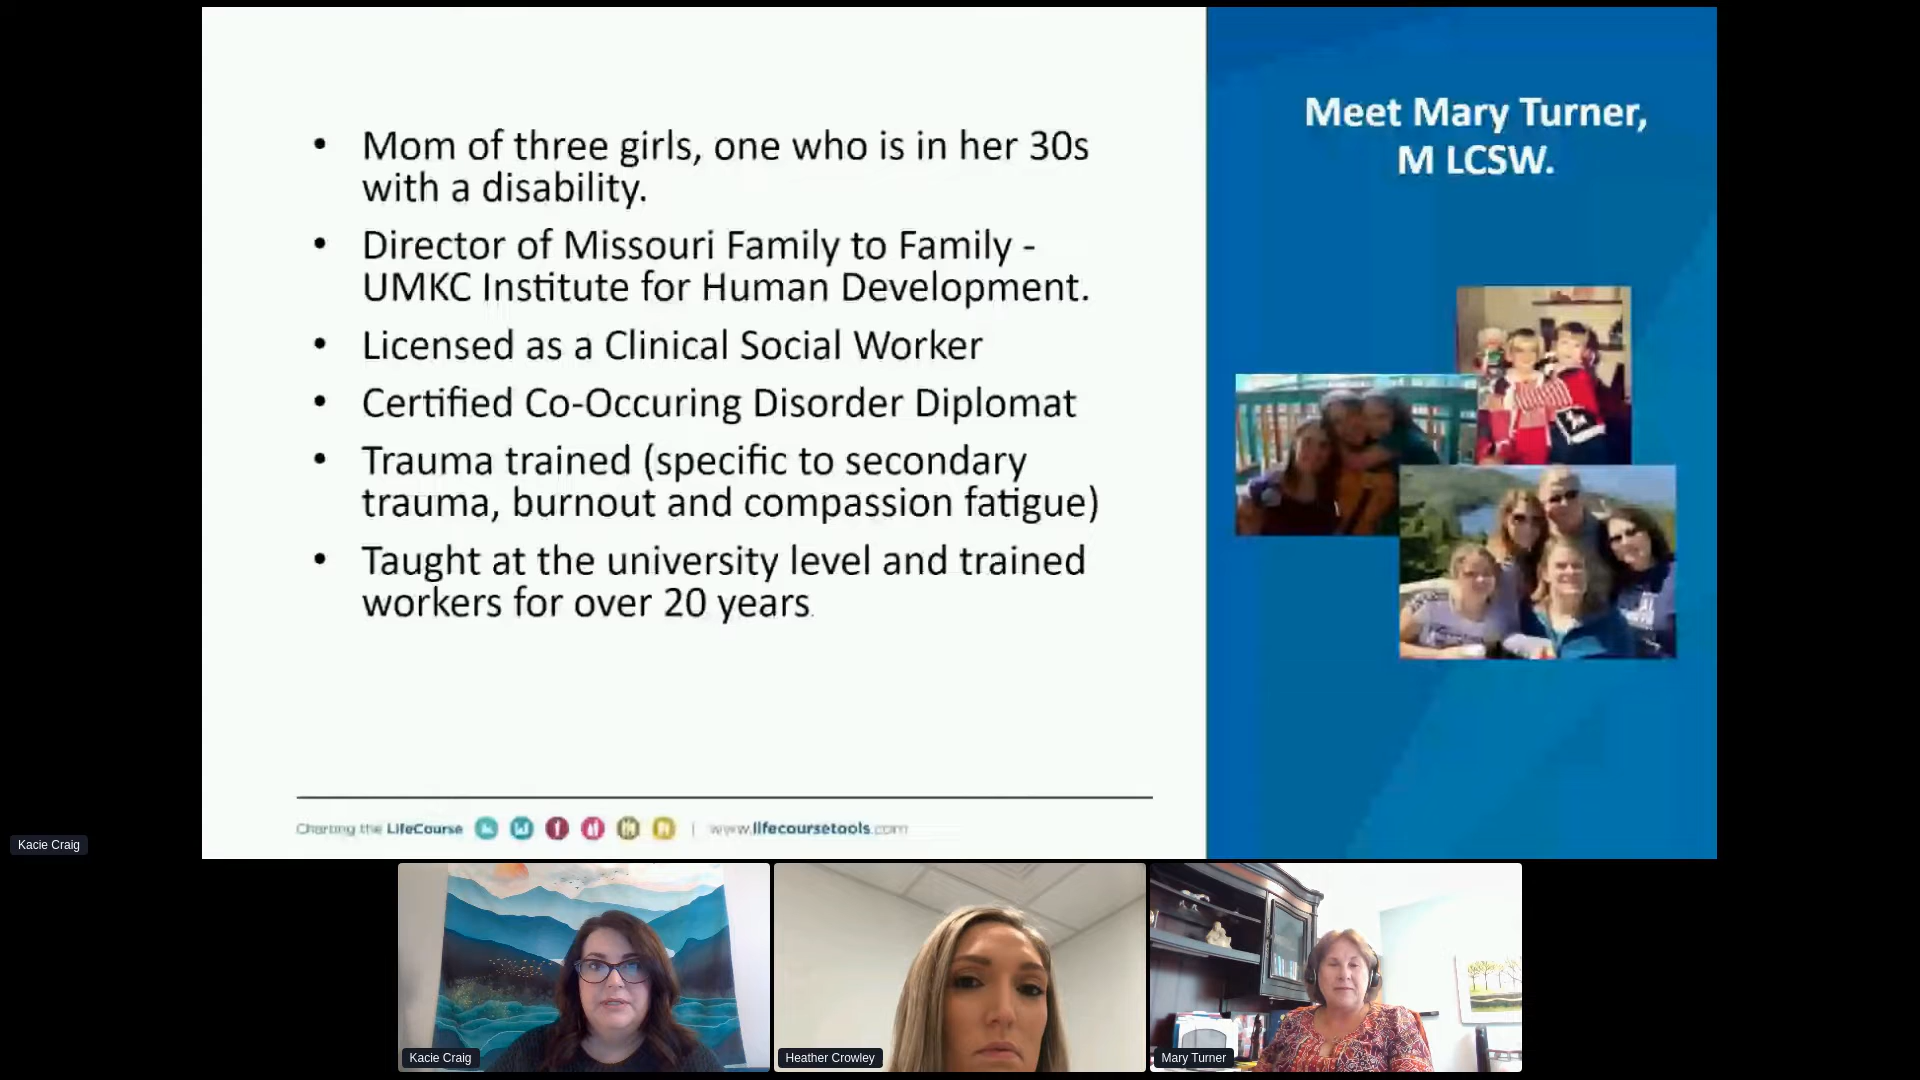 Meet Mary Turner,
M LCSW.
• Mom of three girls, one who is in her 30s
with a disability.
• Director of Missouri Family to Family -
UMKC Institute for Human Development.
• Licensed as a Clinical Social Worker
• Certified Co-Occuring Disorder Diplomat
• Trauma trained (specific to secondary
trauma, burnout and compassion fatigue)
• Taught at the university level and trained
workers for over 20 years.
Charting the LifeCourse | www.lifecoursetools.com
Kacie Craig
Kacie Craig
Heather Crowley
Mary Turner